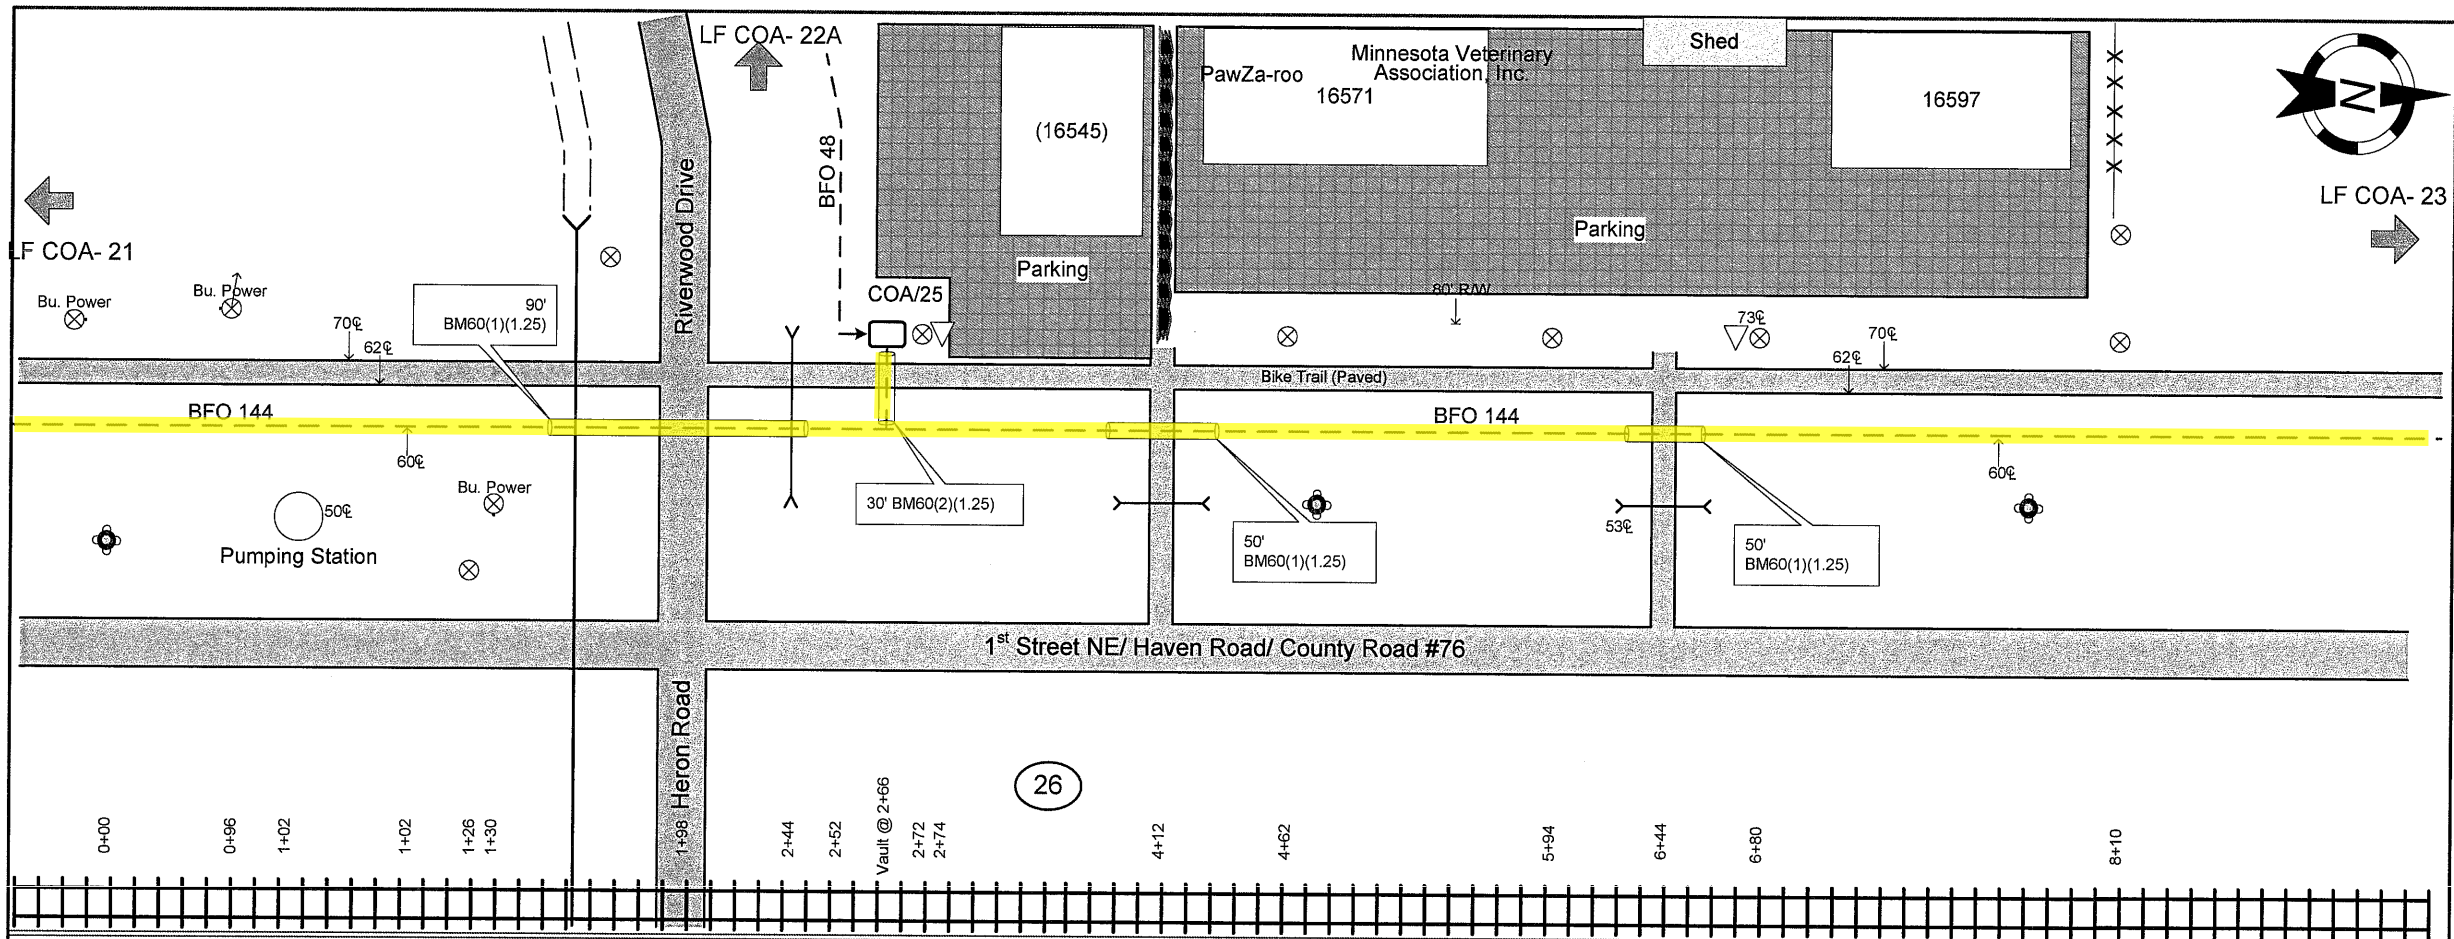 LF COA- 22A
Shed
Minnesota Veterinary
Association, Inc.
PawZa-roo
16571
16597
(16545)
N
BFO 48
Riverwood Drive
LF COA- 23
LF COA- 21
Parking
Parking
COA/25
Bu. Power
Bu. Power
90'
BM60(1)(1.25)
80' R/W
70℄
62℄
73℄
70℄
62℄
Bike Trail (Paved)
BFO 144
BFO 144
60℄
60℄
Bu. Power
50℄
Pumping Station
30' BM60(2)(1.25)
50'
BM60(1)(1.25)
53℄
50'
BM60(1)(1.25)
1st Street NE/ Haven Road/ County Road #76
Heron Road
26
0+00
0+96
1+02
1+02
1+26
1+30
1+98
2+44
2+52
Vault @ 2+66
2+72
2+74
4+12
4+62
5+94
6+44
6+80
8+10